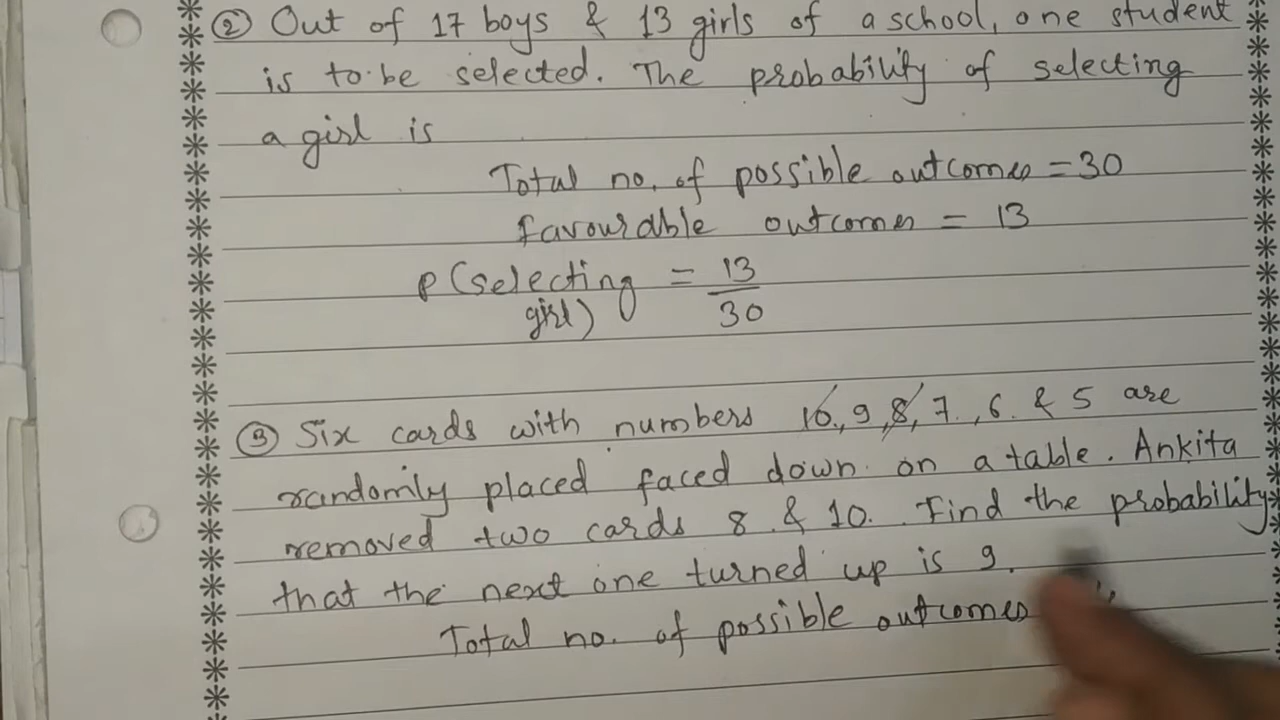 ② Out of 17 boys & 13 girls of a school, one student
is to be selected. The probability of selecting
a girl is
Total no. of possible outcomes = 30
favourable outcomes = 13
P(selecting girl) = 13/30
③ Six cards with numbers 10, 9, 8, 7, 6 & 5 are
randomly placed faced down on a table. Ankita
removed two cards 8 & 10. Find the probability
that the next one turned up is 9.
Total no. of possible outcomes